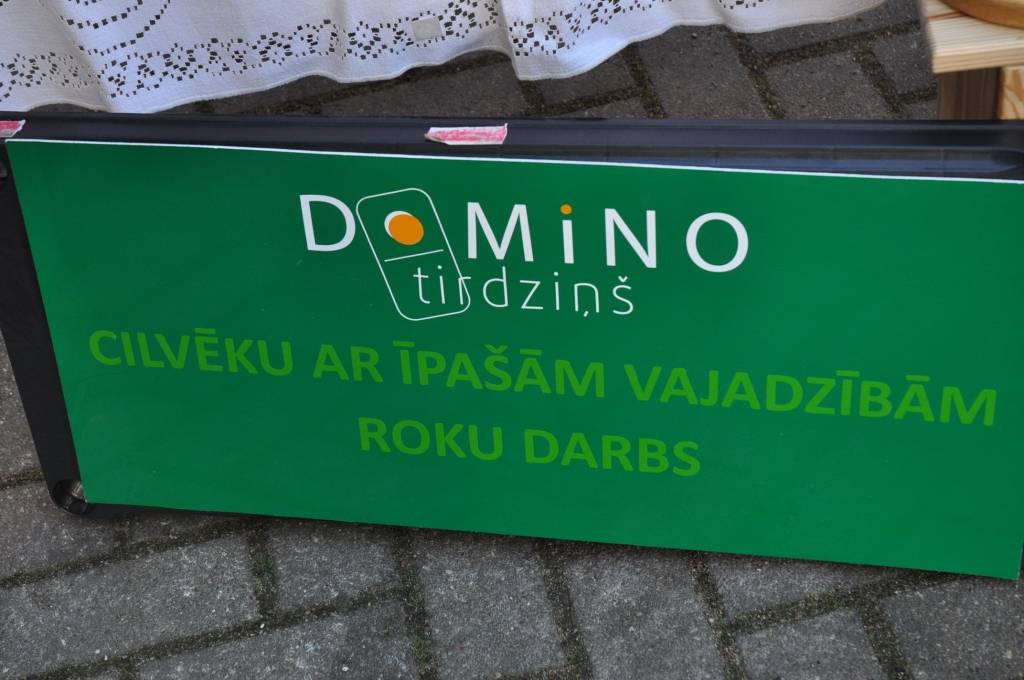 DOMiNO
tirdziņš
CILVĒKU AR ĪPAŠĀM VAJADZĪBĀM
ROKU DARBS